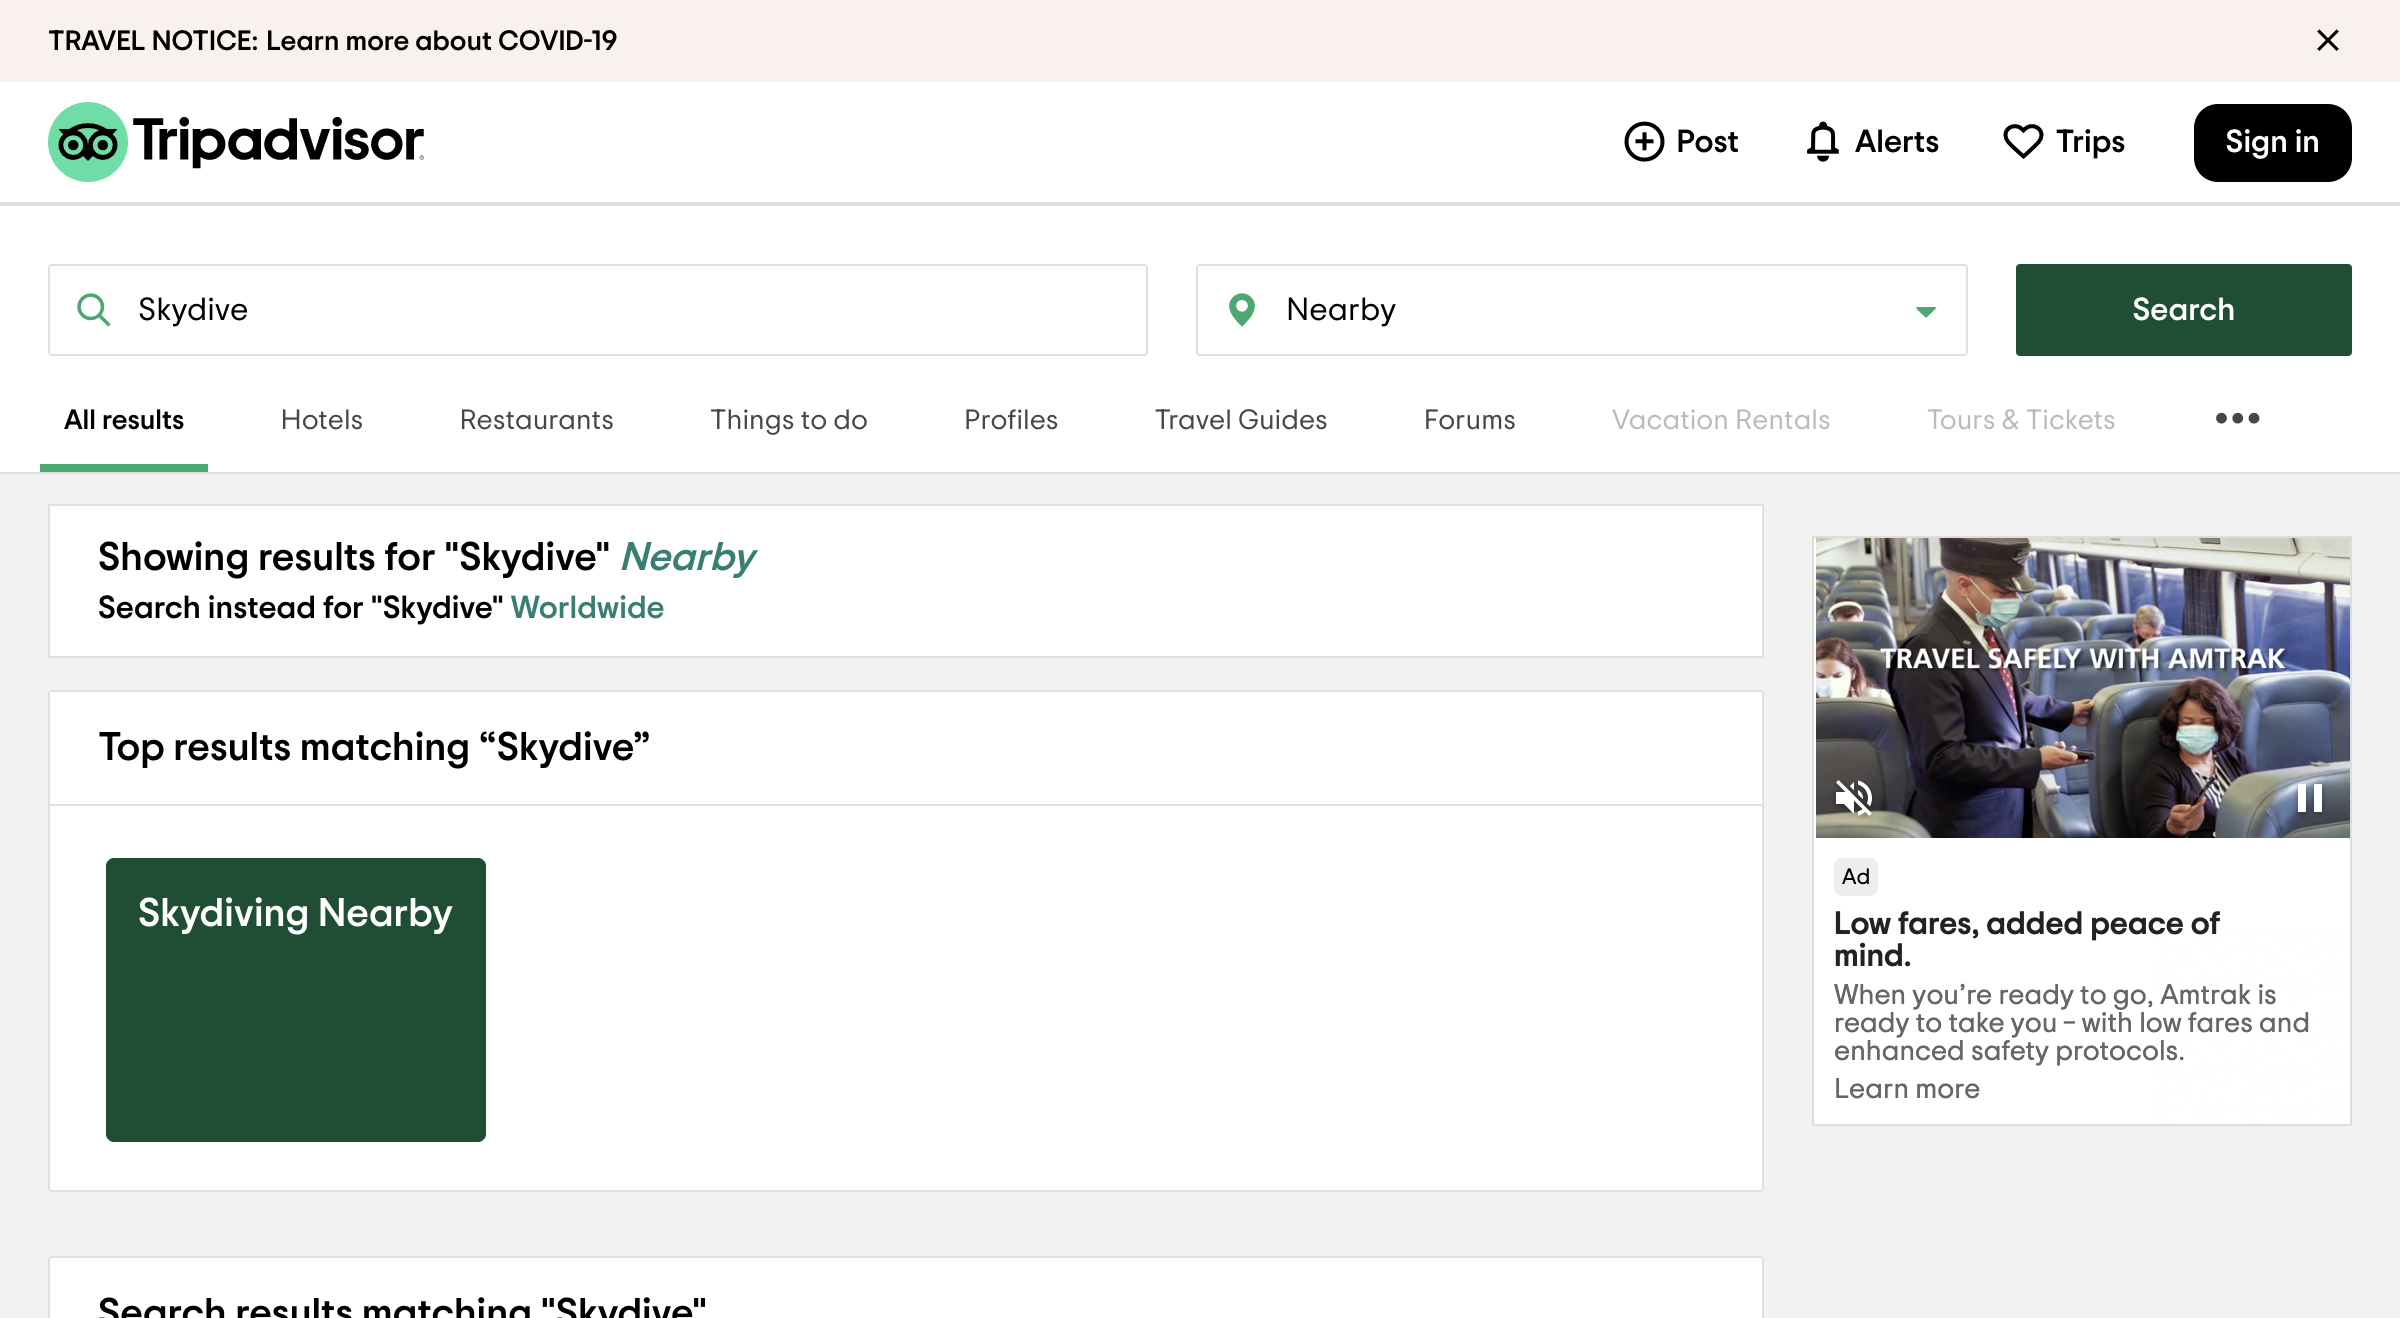 TRAVEL NOTICE: Learn more about COVID-19
Tripadvisor
Post
Alerts
Trips
Sign in
Skydive
Nearby
Search
All results
Hotels
Restaurants
Things to do
Profiles
Travel Guides
Forums
Vacation Rentals
Tours & Tickets
Showing results for "Skydive" Nearby
Search instead for "Skydive" Worldwide
Top results matching “Skydive”
Skydiving Nearby
TRAVEL SAFELY WITH AMTRAK
Ad
Low fares, added peace of
mind.
When you’re ready to go, Amtrak is
ready to take you – with low fares and
enhanced safety protocols.
Learn more
Search results matching "Skydive"